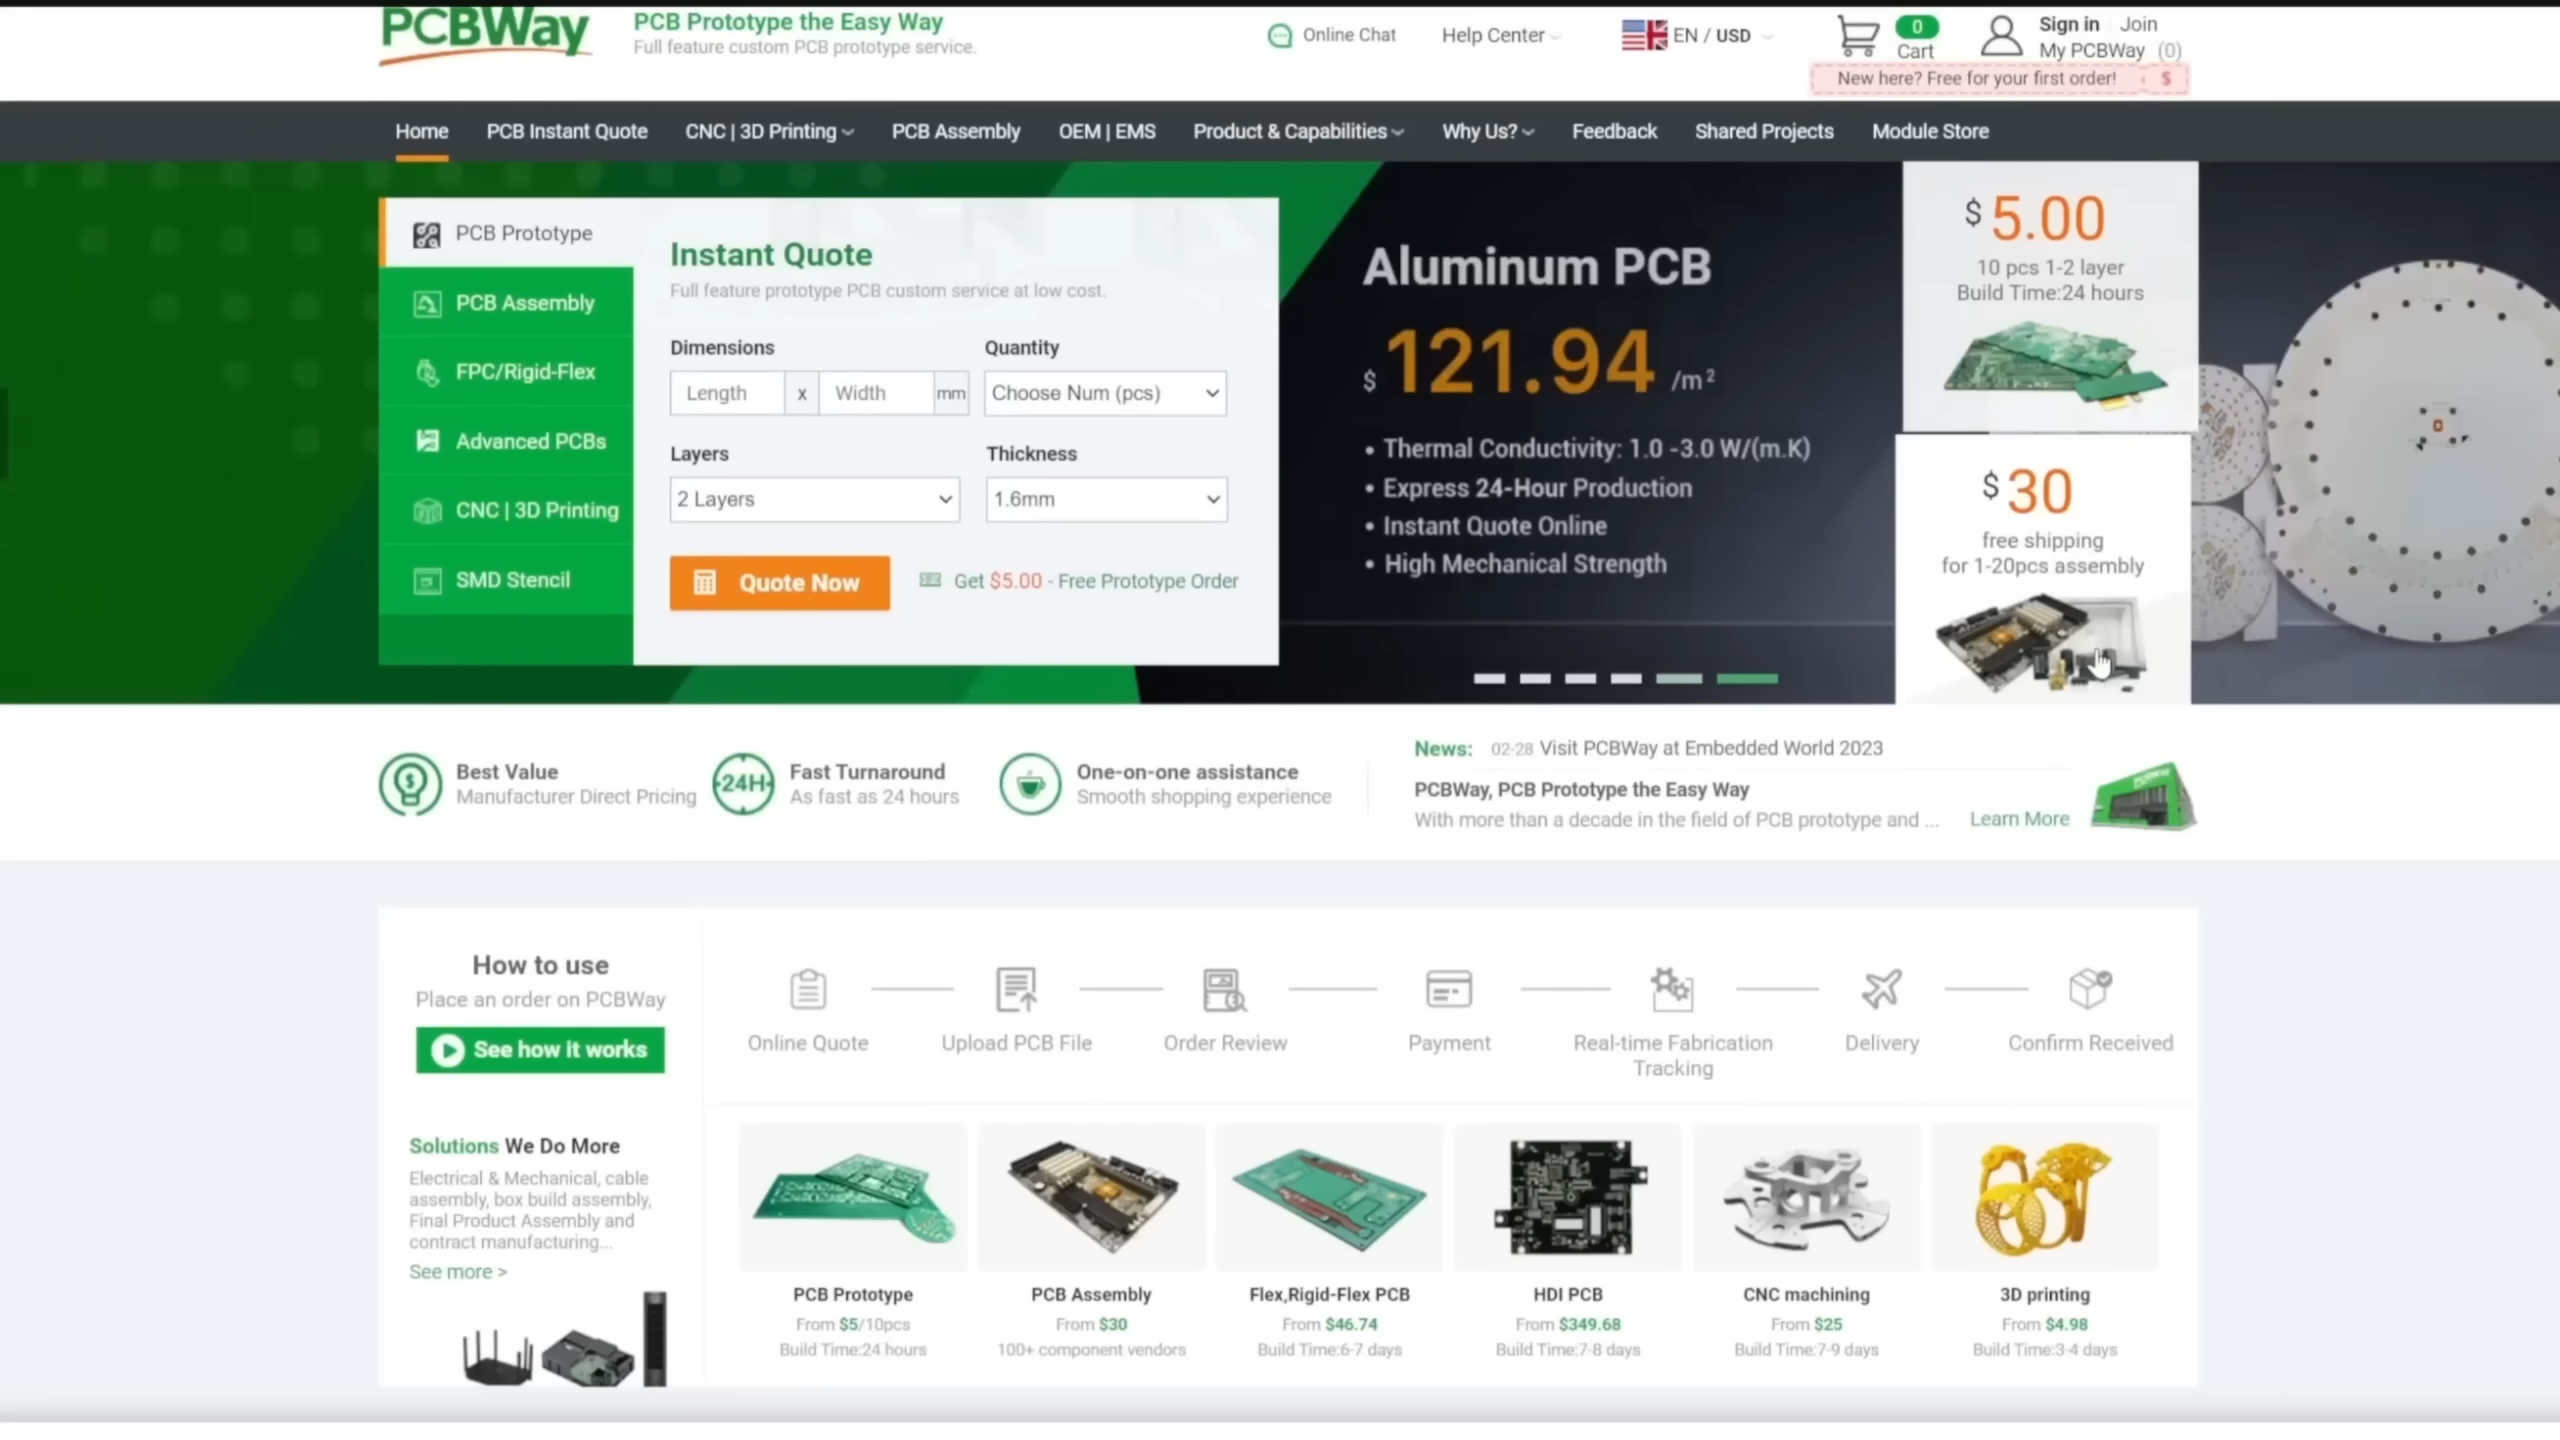 PCBWay
PCB Prototype the Easy Way
Full feature custom PCB prototype service.
Online Chat
Help Center
EN / USD
0
Cart
Sign in
Join
My PCBWay (0)
New here? Free for your first order! $
Home
PCB Instant Quote
CNC | 3D Printing
PCB Assembly
OEM | EMS
Product & Capabilities
Why Us?
Feedback
Shared Projects
Module Store
PCB Prototype
PCB Assembly
FPC/Rigid-Flex
Advanced PCBs
CNC | 3D Printing
SMD Stencil
Instant Quote
Full feature prototype PCB custom service at low cost.
Dimensions
Quantity
Length x Width mm
Choose Num (pcs)
Layers
Thickness
2 Layers
1.6mm
Quote Now
Get $5.00 - Free Prototype Order
Aluminum PCB
$ 121.94 /m²
• Thermal Conductivity: 1.0 -3.0 W/(m.K)
• Express 24-Hour Production
• Instant Quote Online
• High Mechanical Strength
$ 5.00
10 pcs 1-2 layer
Build Time:24 hours
$ 30
free shipping
for 1-20pcs assembly
Best Value
Manufacturer Direct Pricing
24H
Fast Turnaround
As fast as 24 hours
One-on-one assistance
Smooth shopping experience
News: 02-28 Visit PCBWay at Embedded World 2023
PCBWay, PCB Prototype the Easy Way
With more than a decade in the field of PCB prototype and ...
Learn More
How to use
Place an order on PCBWay
See how it works
Online Quote
Upload PCB File
Order Review
Payment
Real-time Fabrication
Tracking
Delivery
Confirm Received
Solutions We Do More
Electrical & Mechanical, cable
assembly, box build assembly,
Final Product Assembly and
contract manufacturing...
See more >
PCB Prototype
From $5/10pcs
Build Time:24 hours
PCB Assembly
From $30
100+ component vendors
Flex,Rigid-Flex PCB
From $46.74
Build Time:6-7 days
HDI PCB
From $349.68
Build Time:7-8 days
CNC machining
From $25
Build Time:7-9 days
3D printing
From $4.98
Build Time:3-4 days